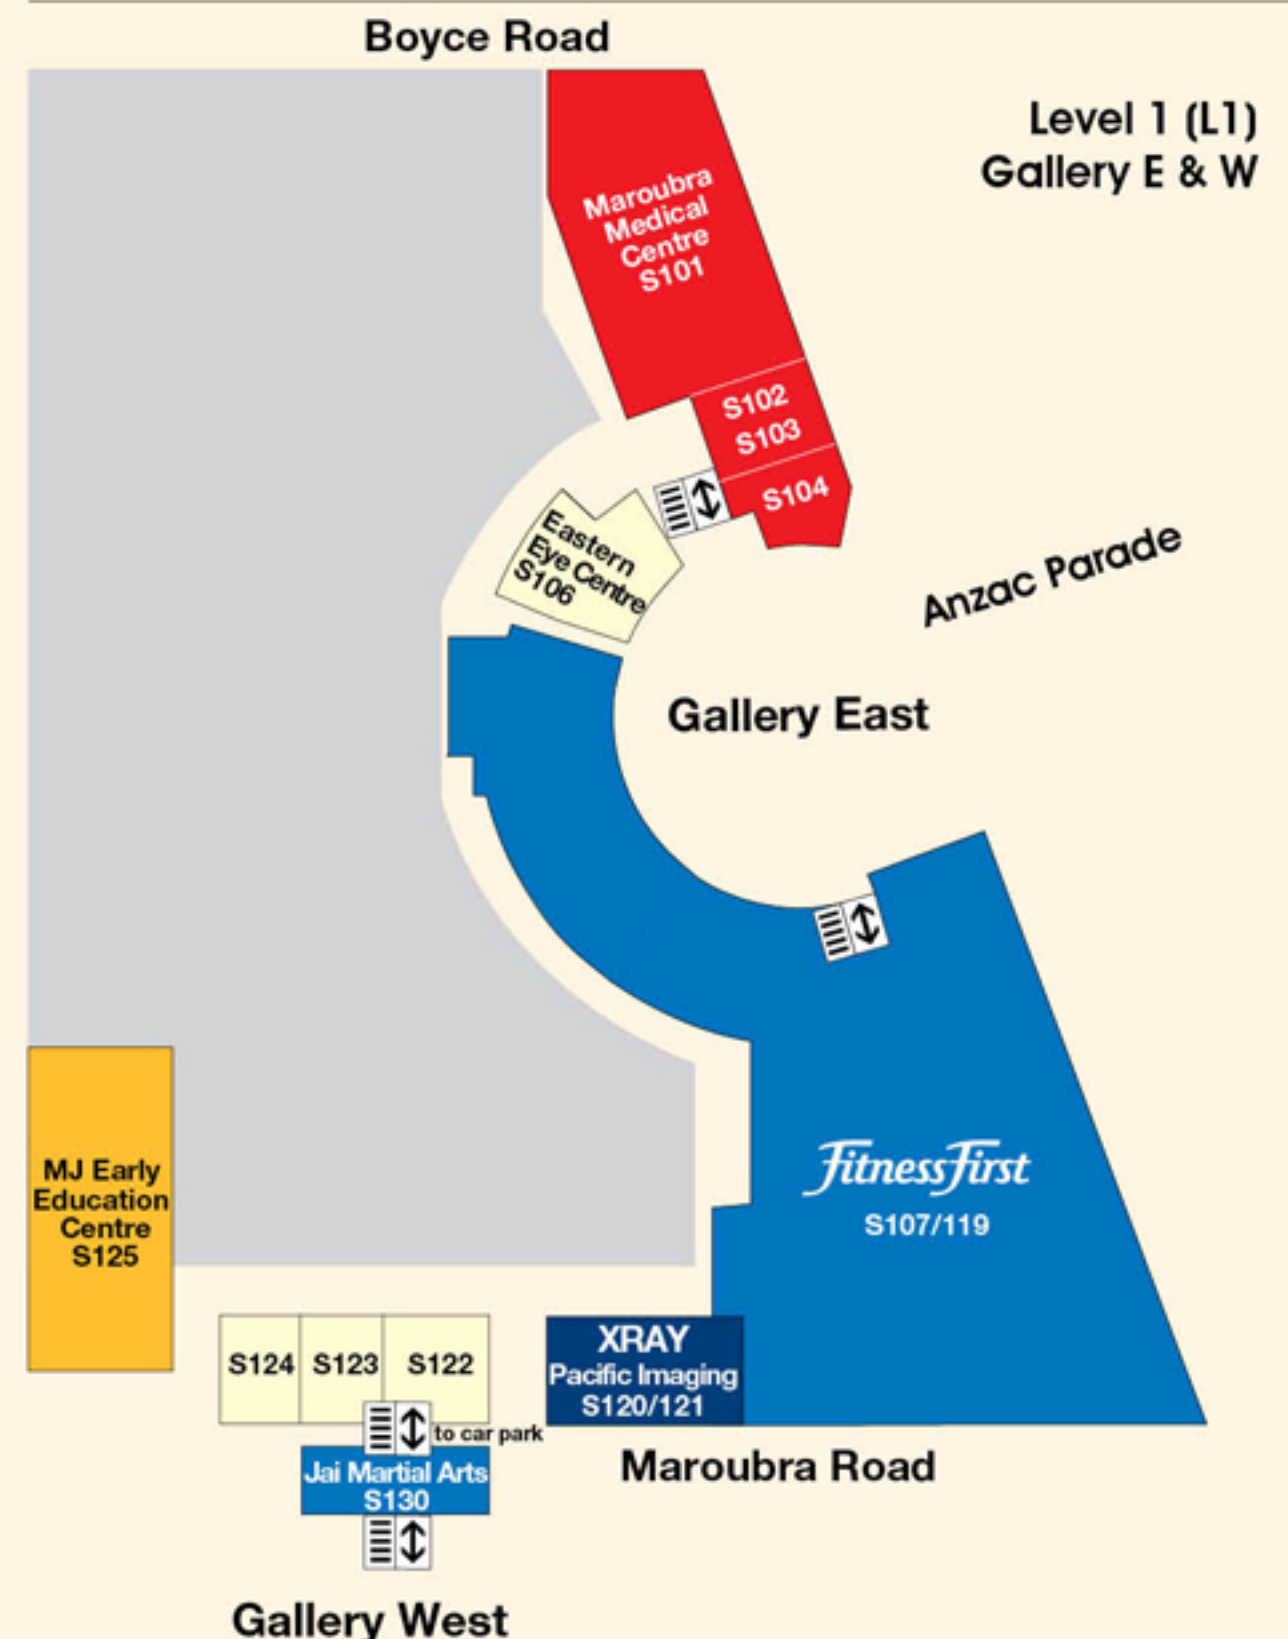 Boyce Road
Level 1 (L1)
Gallery E & W
Maroubra
Medical
Centre
S101
S102
S103
S104
Eastern
Eye Centre
S106
Anzac Parade
Gallery East
FitnessFirst
S107/119
MJ Early
Education
Centre
S125
S124
S123
S122
XRAY
Pacific Imaging
S120/121
to car park
Jai Martial Arts
S130
Maroubra Road
Gallery West